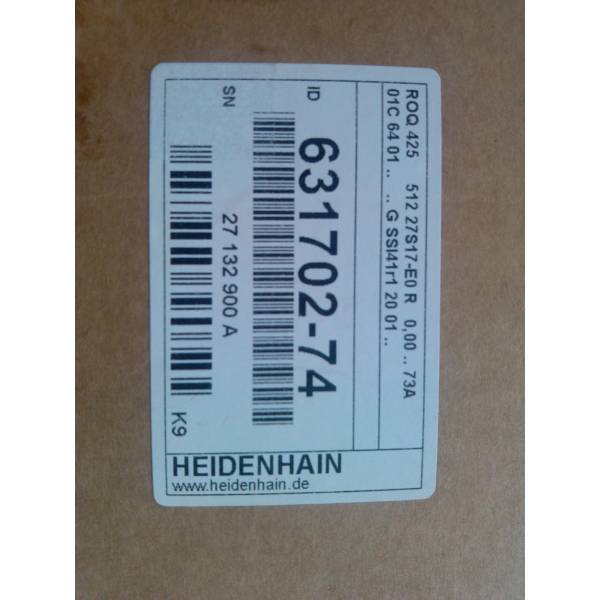 ROQ 425 512 27S17-E0 R 0,00 .. 73A
01C 64 01 .. .. G SSI41r1 20 01 ..
ID 631702-74
SN 27 132 900 A
K9
HEIDENHAIN
www.heidenhain.de